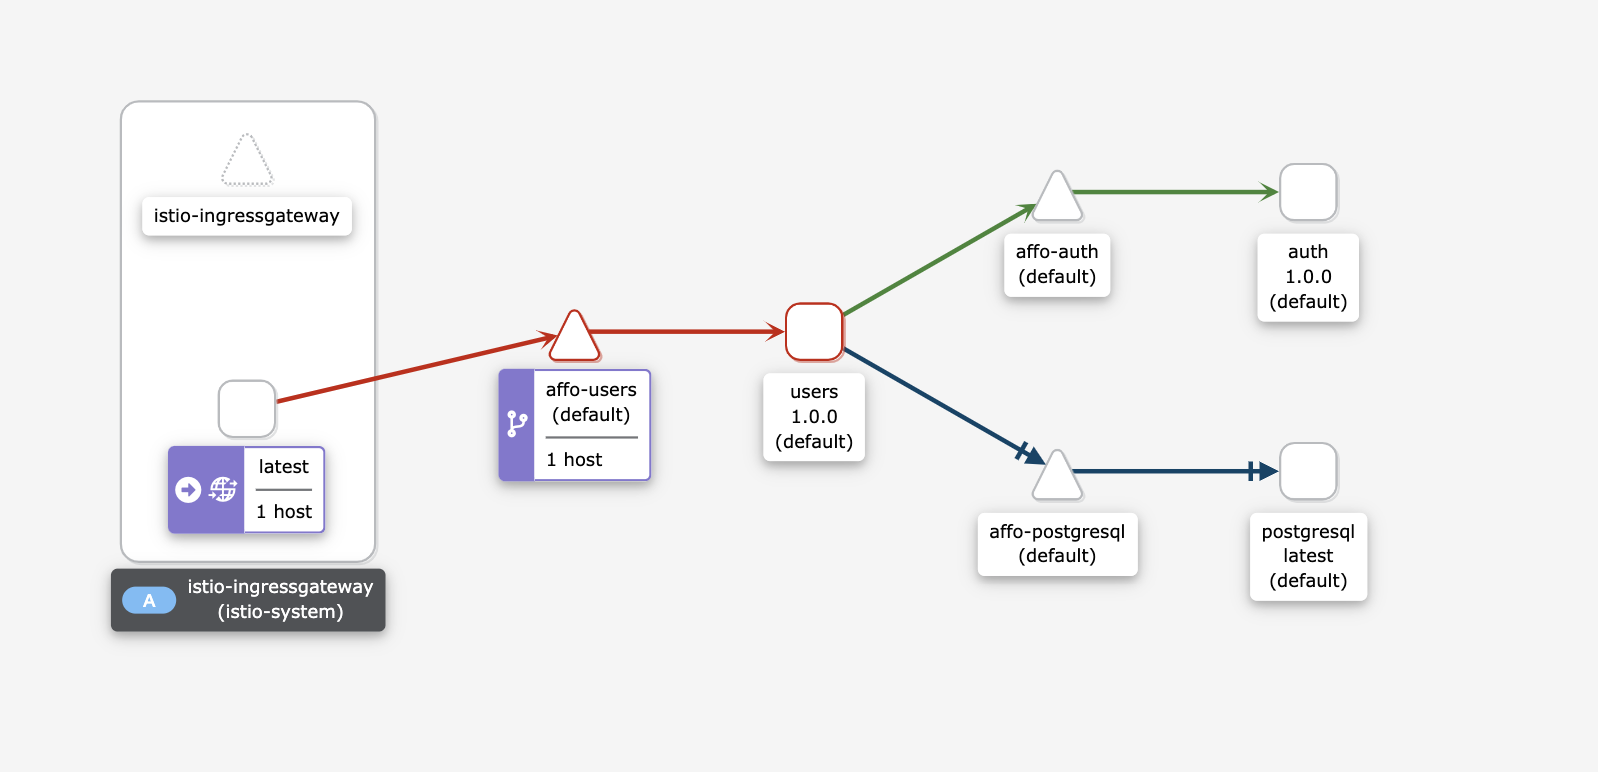 istio-ingressgateway
latest
1 host
A
istio-ingressgateway
(istio-system)
affo-users
(default)
1 host
users
1.0.0
(default)
affo-auth
(default)
auth
1.0.0
(default)
affo-postgresql
(default)
postgresql
latest
(default)